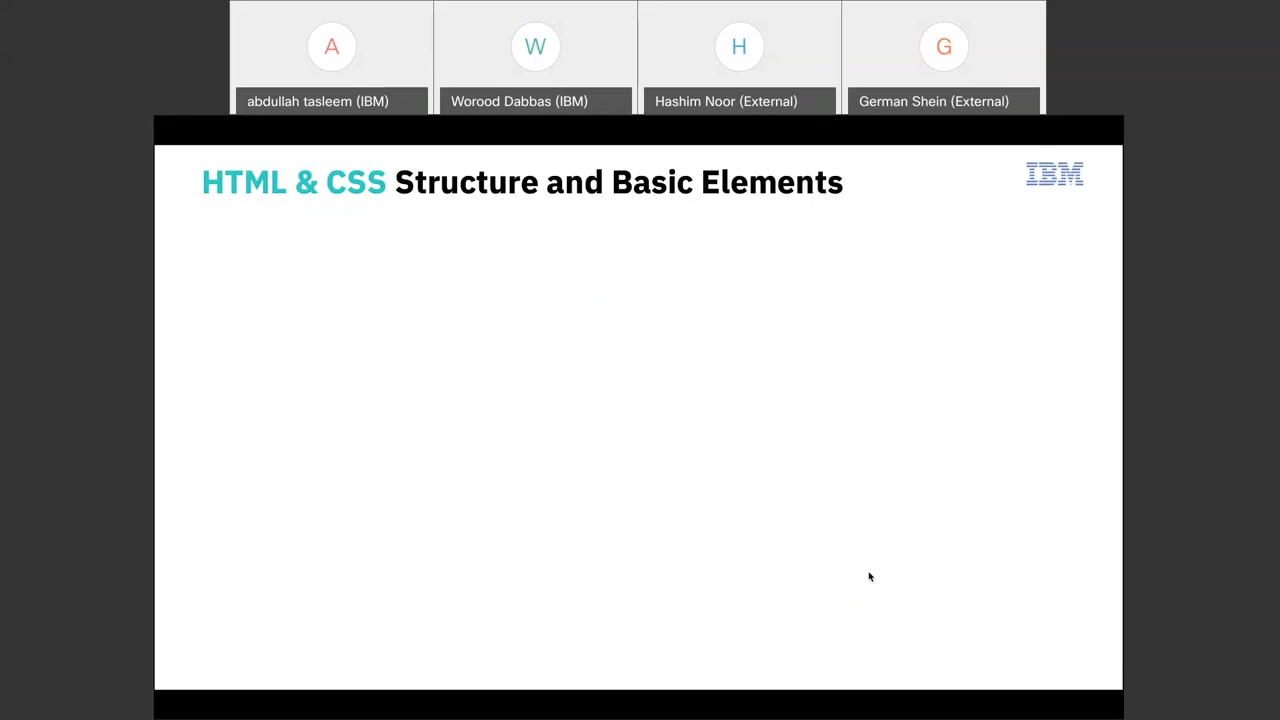 A
W
H
G
abdullah tasleem (IBM)
Worood Dabbas (IBM)
Hashim Noor (External)
German Shein (External)
HTML & CSS Structure and Basic Elements
IBM